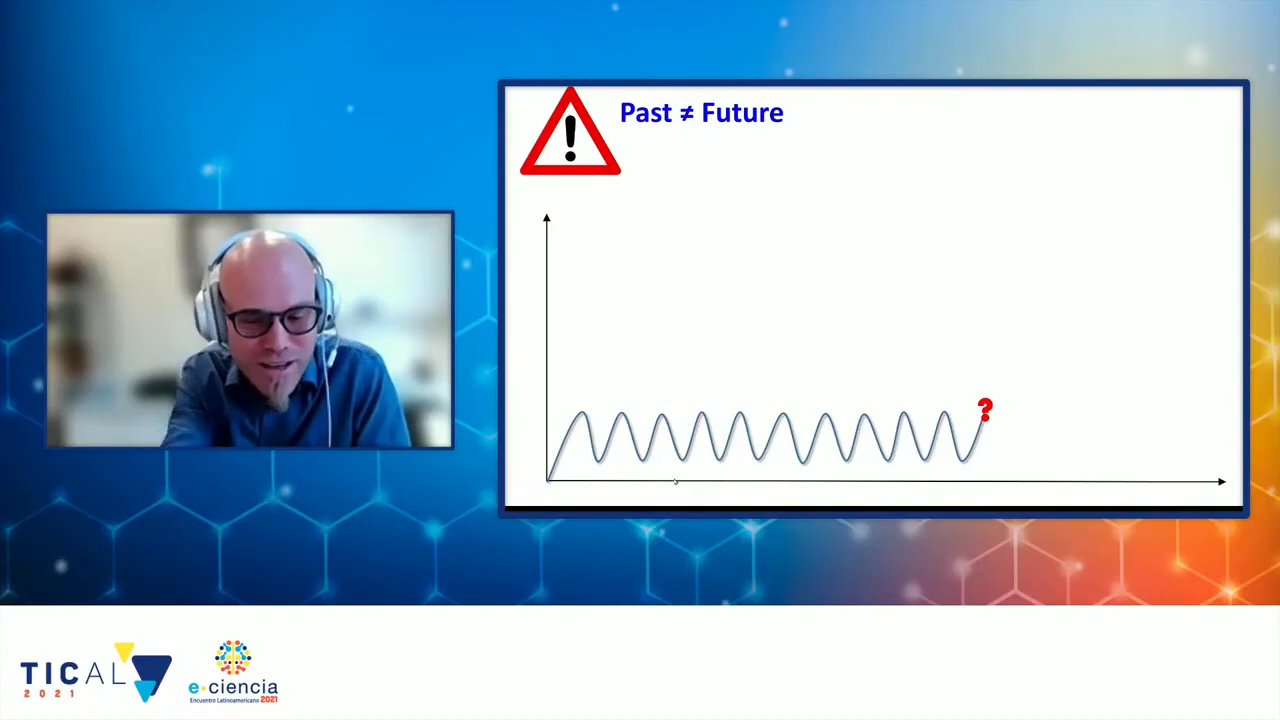 Past ≠ Future
?
TICAL
2021
e·ciencia
Encuentro Latinoamericano 2021